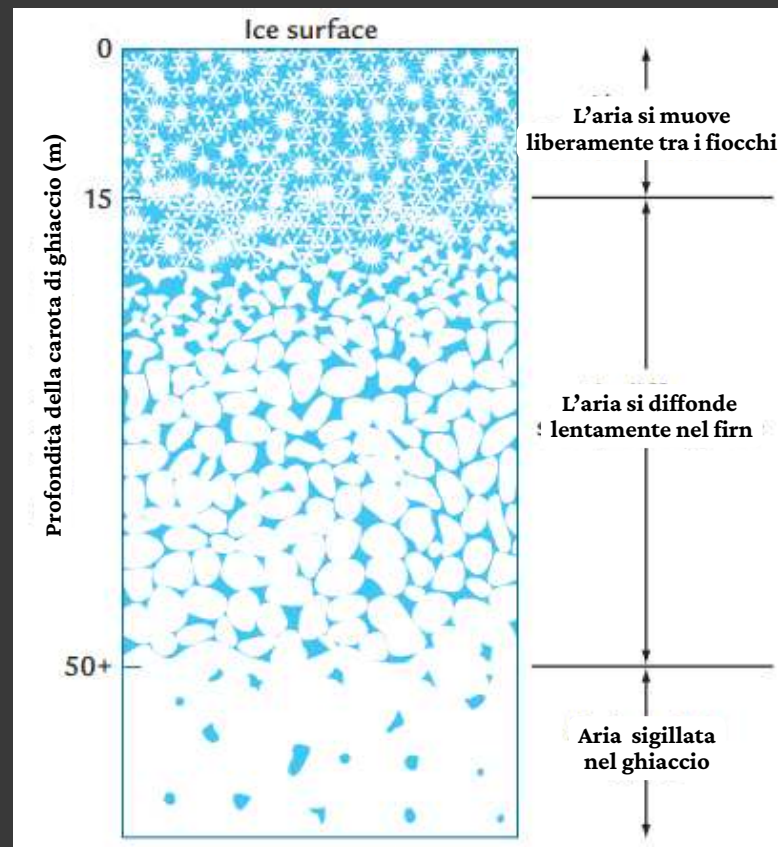 Ice surface
0
L'aria si muove
liberamente tra i fiocchi
15
Profondità della carota di ghiaccio (m)
L'aria si diffonde
lentamente nel firn
50+
Aria sigillata
nel ghiaccio